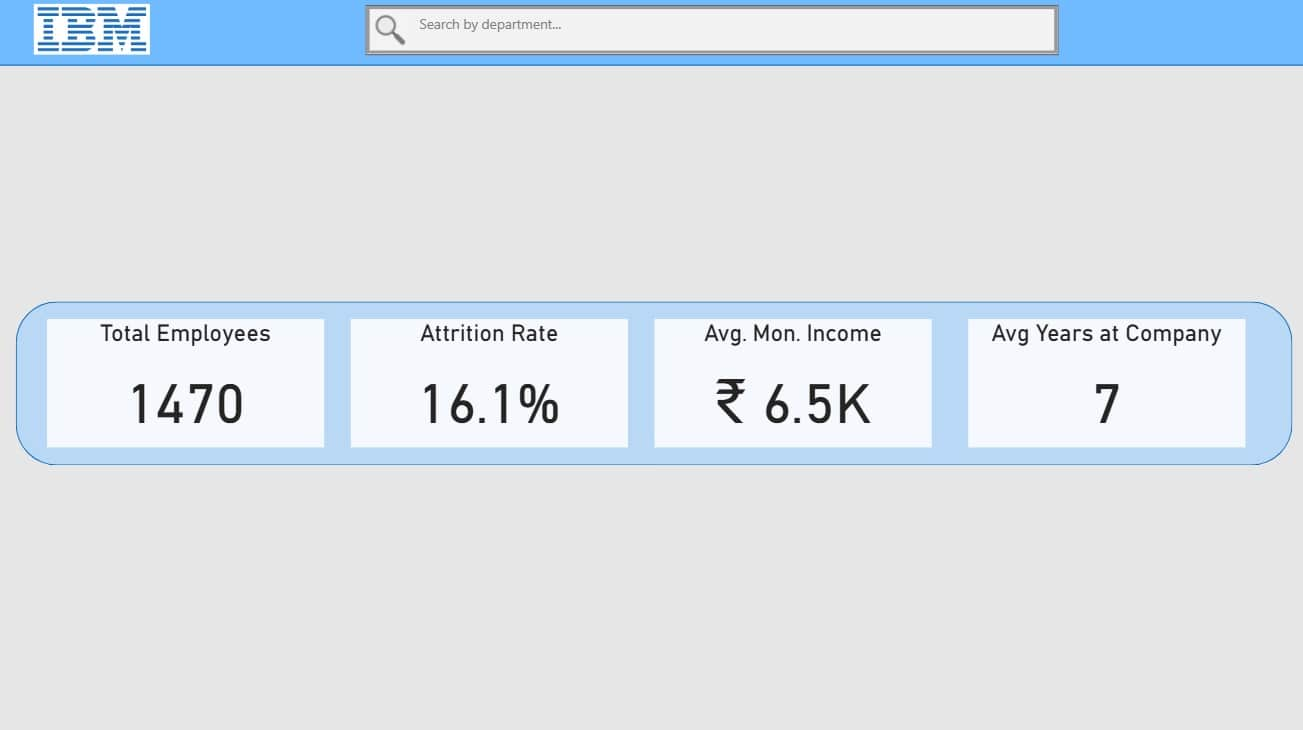 IBM
Search by department...
Total Employees
1470
Attrition Rate
16.1%
Avg. Mon. Income
₹ 6.5K
Avg Years at Company
7